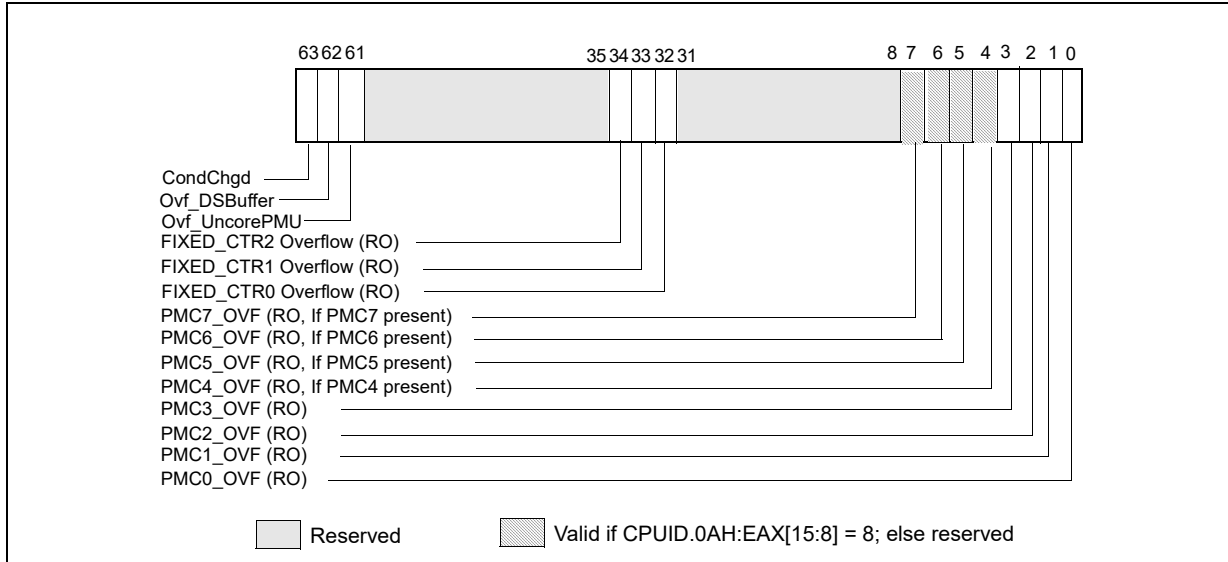 63 62 61 35 34 33 32 31 8 7 6 5 4 3 2 1 0
CondChgd
Ovf_DSBuffer
Ovf_UncorePMU
FIXED_CTR2 Overflow (RO)
FIXED_CTR1 Overflow (RO)
FIXED_CTR0 Overflow (RO)
PMC7_OVF (RO, If PMC7 present)
PMC6_OVF (RO, If PMC6 present)
PMC5_OVF (RO, If PMC5 present)
PMC4_OVF (RO, If PMC4 present)
PMC3_OVF (RO)
PMC2_OVF (RO)
PMC1_OVF (RO)
PMC0_OVF (RO)
Reserved Valid if CPUID.0AH:EAX[15:8] = 8; else reserved